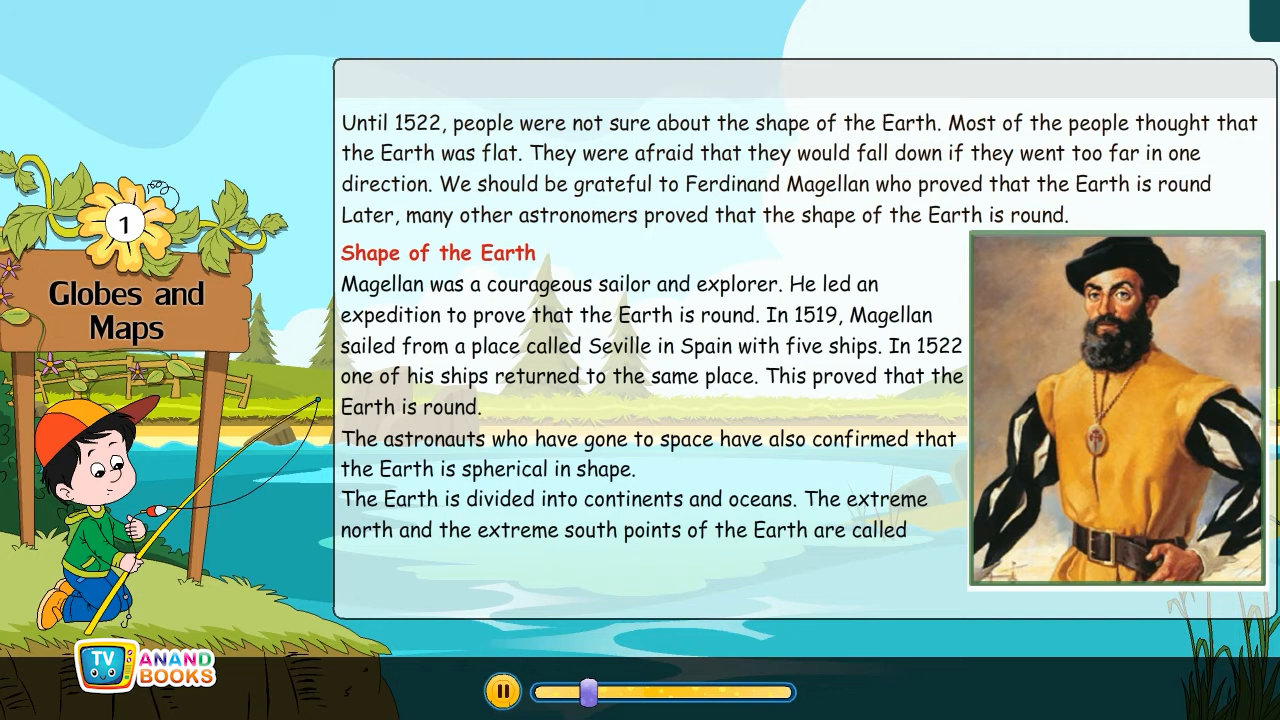 Until 1522, people were not sure about the shape of the Earth. Most of the people thought that
the Earth was flat. They were afraid that they would fall down if they went too far in one
direction. We should be grateful to Ferdinand Magellan who proved that the Earth is round
Later, many other astronomers proved that the shape of the Earth is round.
Shape of the Earth
Magellan was a courageous sailor and explorer. He led an
expedition to prove that the Earth is round. In 1519, Magellan
sailed from a place called Seville in Spain with five ships. In 1522
one of his ships returned to the same place. This proved that the
Earth is round.
The astronauts who have gone to space have also confirmed that
the Earth is spherical in shape.
The Earth is divided into continents and oceans. The extreme
north and the extreme south points of the Earth are called
1
Globes and
Maps
TV
ANAND
BOOKS